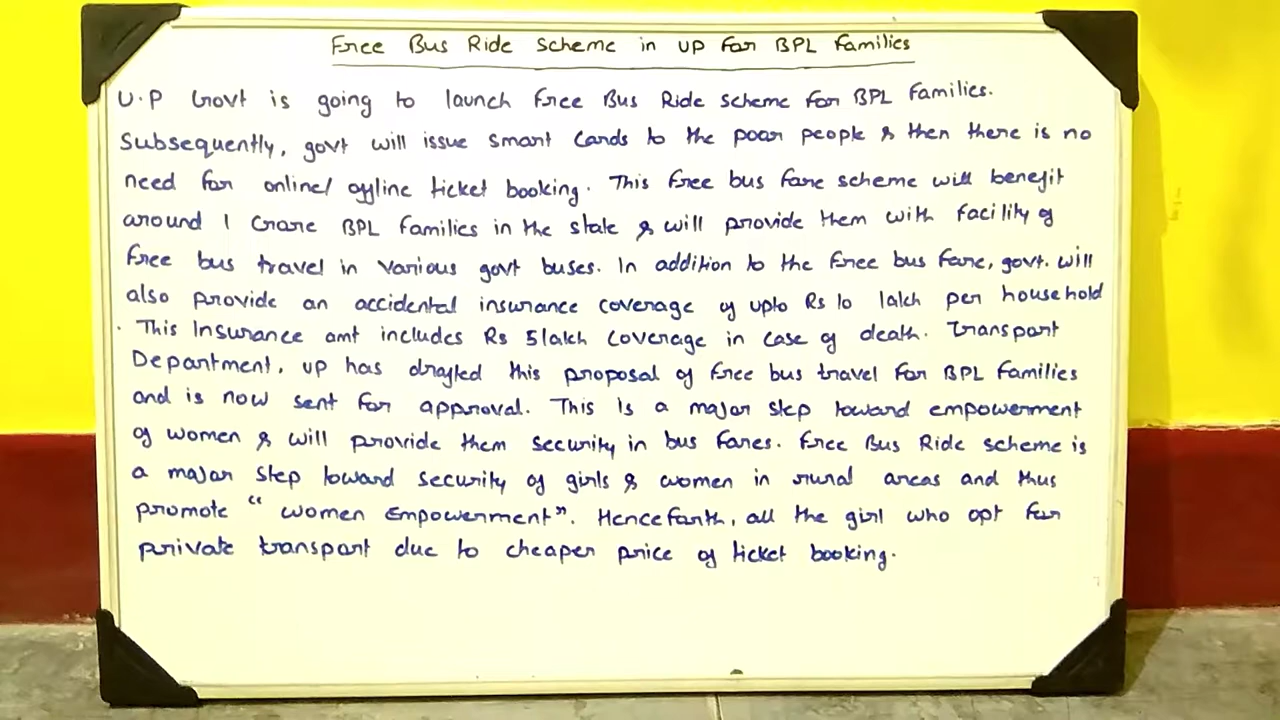 Free Bus Ride Scheme in UP for BPL Families
U.P Govt is going to launch Free Bus Ride Scheme for BPL Families.
Subsequently, govt will issue Smart Cards to the poor people & then there is no
need for online/ offline ticket booking. This free bus fare scheme will benefit
around 1 Crore BPL Families in the state & will provide them with facility of
free bus travel in various govt buses. In addition to the free bus fare, govt. will
also provide an accidental insurance coverage of upto Rs 10 lakh per household
. This Insurance amt includes Rs 5lakh coverage in case of death. Transport
Department, UP has drafted this proposal of free bus travel for BPL Families
and is now sent for approval. This is a major step toward empowerment
of women & will provide them security in bus fares. Free Bus Ride scheme is
a major step toward security of girls & women in rural areas and thus
promote “ women Empowerment”. Henceforth, all the girl who opt for
private transport due to cheaper price of ticket booking.